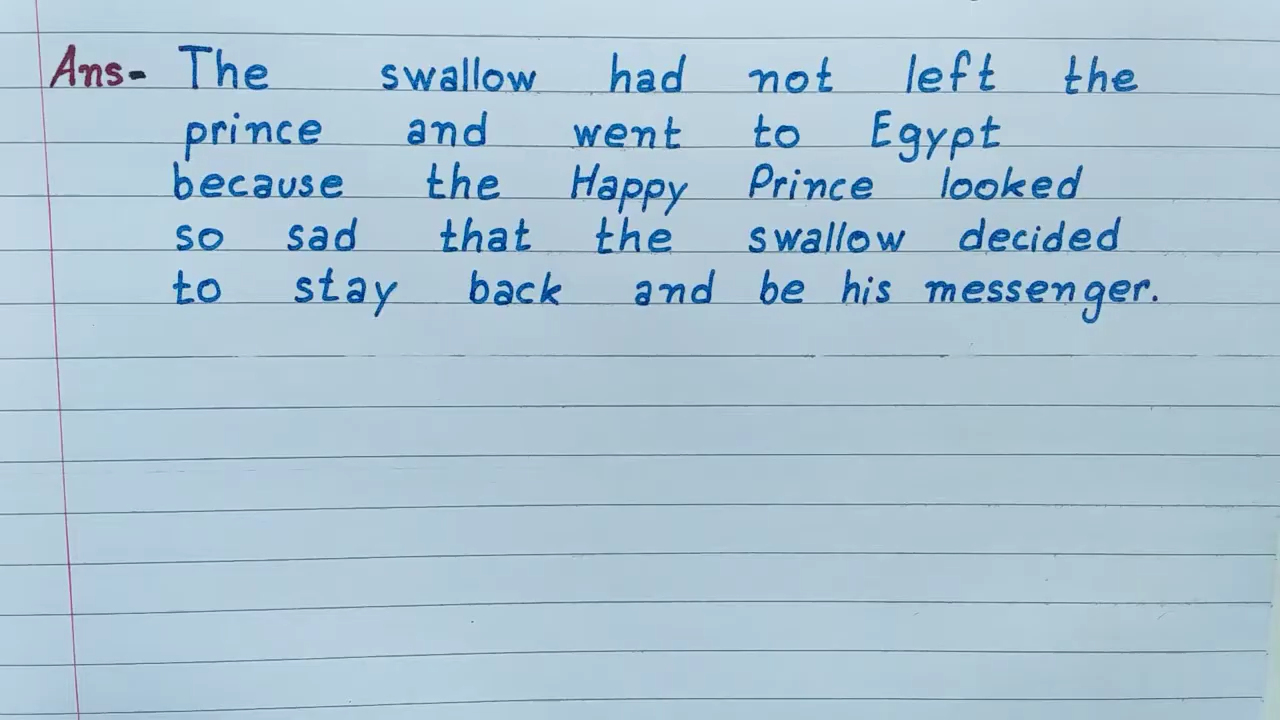 Ans- The swallow had not left the
prince and went to Egypt
because the Happy Prince looked
so sad that the swallow decided
to stay back and be his messenger.